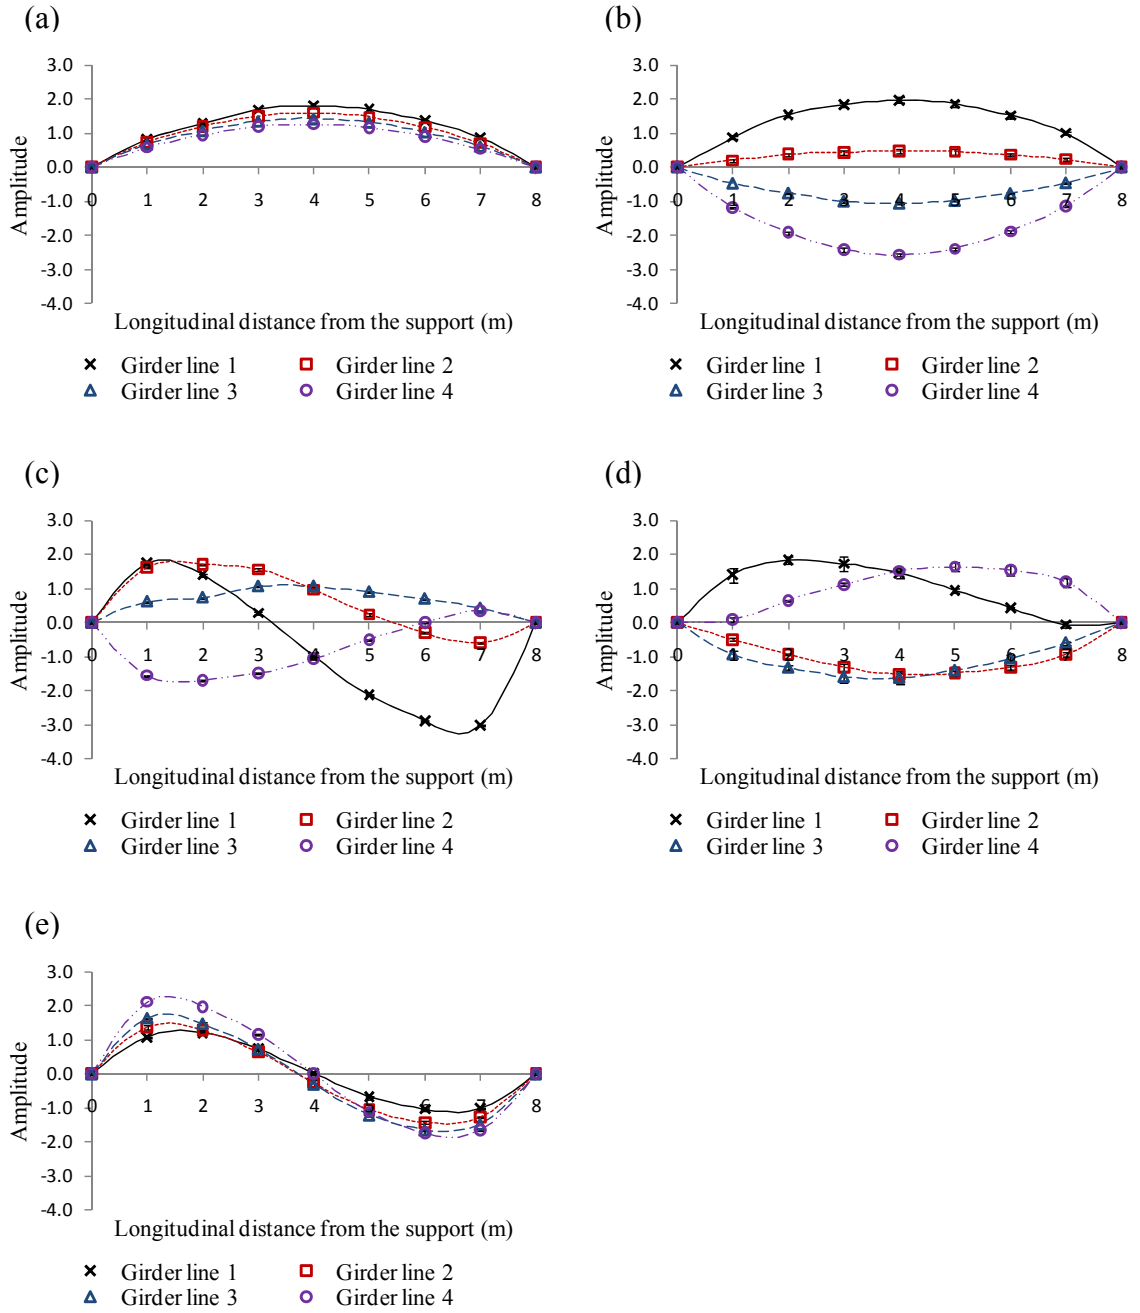 (a)
3.0
2.0
1.0
0.0
-1.0
-2.0
-3.0
-4.0
0 1 2 3 4 5 6 7 8
Amplitude
Longitudinal distance from the support (m)
Girder line 1 Girder line 2
Girder line 3 Girder line 4
(b)
3.0
2.0
1.0
0.0
-1.0
-2.0
-3.0
-4.0
0 1 2 3 4 5 6 7 8
Amplitude
Longitudinal distance from the support (m)
Girder line 1 Girder line 2
Girder line 3 Girder line 4
(c)
3.0
2.0
1.0
0.0
-1.0
-2.0
-3.0
-4.0
0 1 2 3 4 5 6 7 8
Amplitude
Longitudinal distance from the support (m)
Girder line 1 Girder line 2
Girder line 3 Girder line 4
(d)
3.0
2.0
1.0
0.0
-1.0
-2.0
-3.0
-4.0
0 1 2 3 4 5 6 7 8
Amplitude
Longitudinal distance from the support (m)
Girder line 1 Girder line 2
Girder line 3 Girder line 4
(e)
3.0
2.0
1.0
0.0
-1.0
-2.0
-3.0
-4.0
0 1 2 3 4 5 6 7 8
Amplitude
Longitudinal distance from the support (m)
Girder line 1 Girder line 2
Girder line 3 Girder line 4